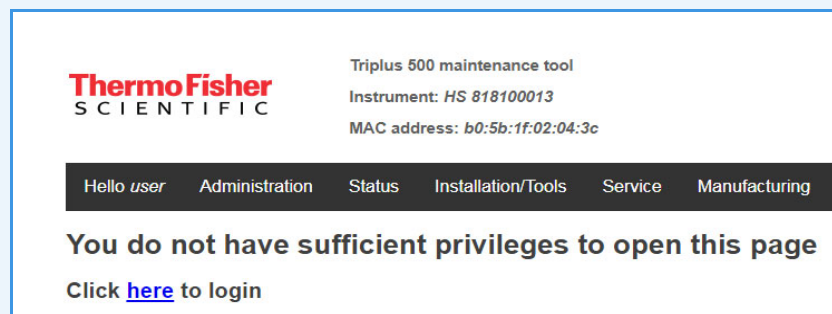 ThermoFisher
SCIENTIFIC
Triplus 500 maintenance tool
Instrument: HS 818100013
MAC address: b0:5b:1f:02:04:3c
Hello user Administration Status Installation/Tools Service Manufacturing
You do not have sufficient privileges to open this page
Click here to login